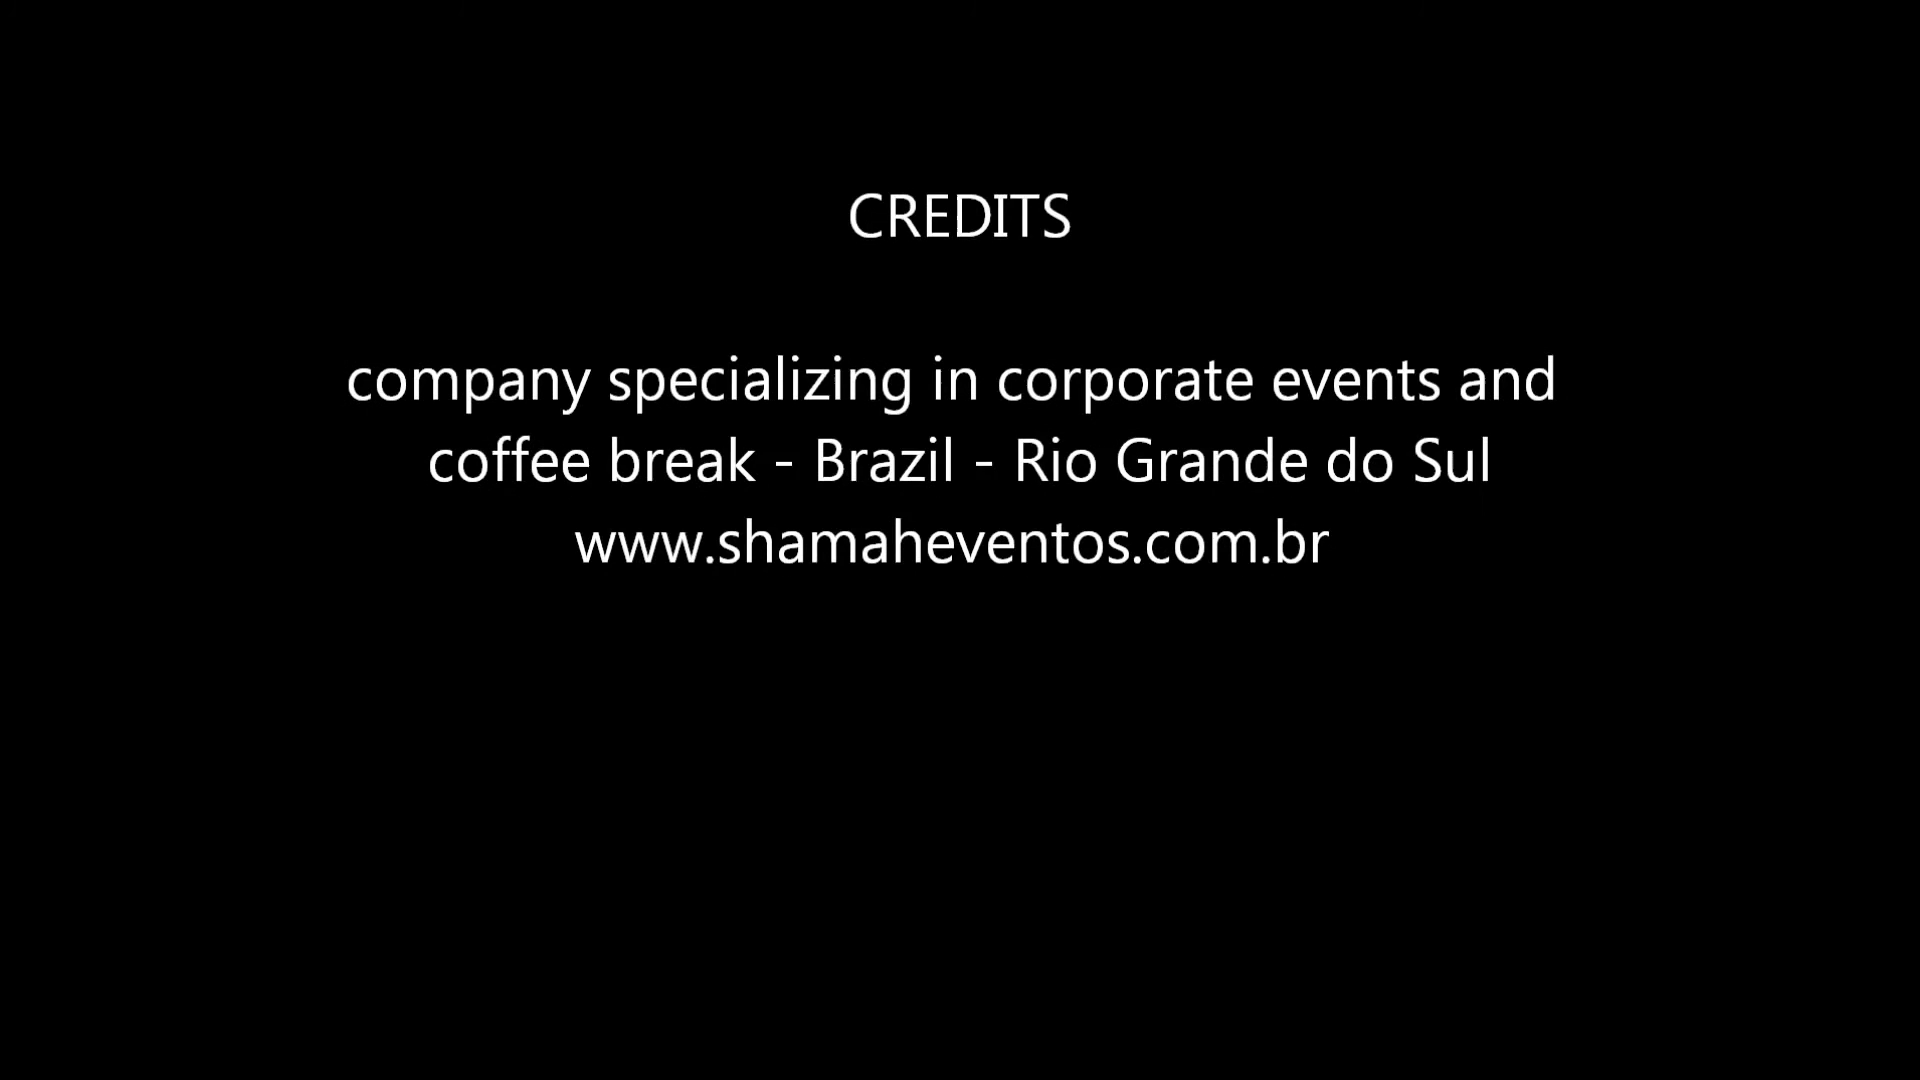 CREDITS
company specializing in corporate events and
coffee break - Brazil - Rio Grande do Sul
www.shamaheventos.com.br